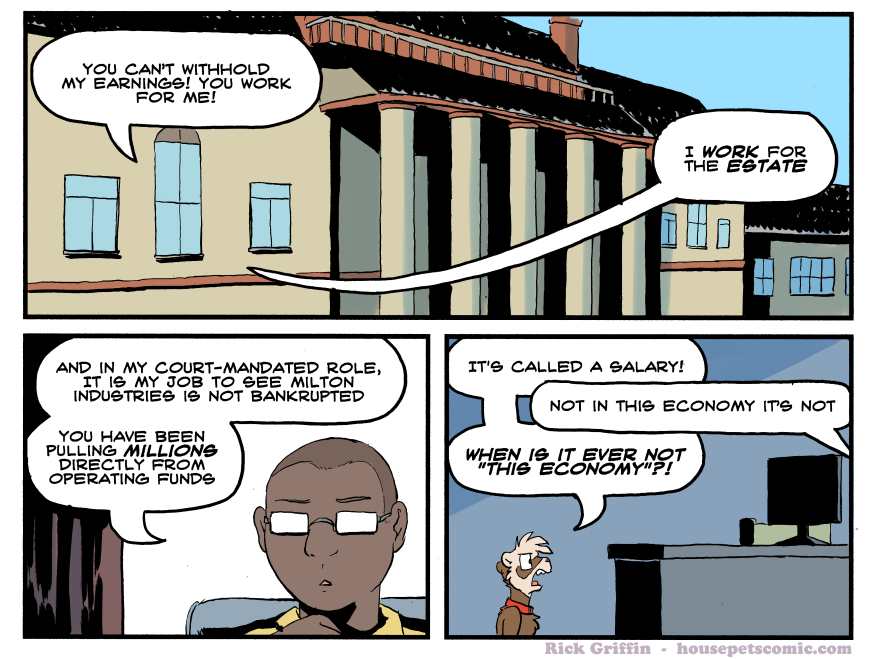 YOU CAN'T WITHHOLD
MY EARNINGS! YOU WORK
FOR ME!
I WORK FOR
THE ESTATE
AND IN MY COURT-MANDATED ROLE,
IT IS MY JOB TO SEE MILTON
INDUSTRIES IS NOT BANKRUPTED
YOU HAVE BEEN
PULLING MILLIONS
DIRECTLY FROM
OPERATING FUNDS
IT'S CALLED A SALARY!
NOT IN THIS ECONOMY IT'S NOT
WHEN IS IT EVER NOT
"THIS ECONOMY"?!
Rick Griffin - housepetscomic.com